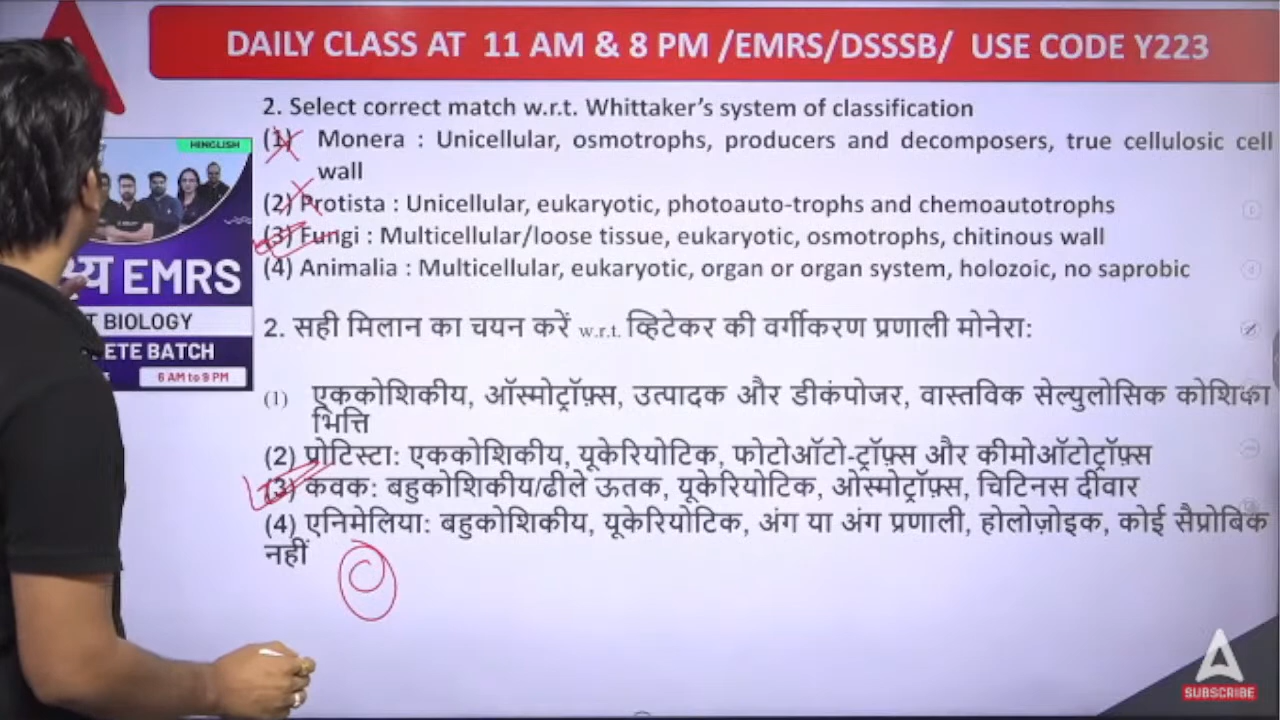 DAILY CLASS AT 11 AM & 8 PM /EMRS/DSSSB/ USE CODE Y223
HINGLISH
EMRS
BIOLOGY
BATCH
6 AM to 9 PM
2. Select correct match w.r.t. Whittaker's system of classification
(1) Monera : Unicellular, osmotrophs, producers and decomposers, true cellulosic cell
wall
(2) Protista : Unicellular, eukaryotic, photoauto-trophs and chemoautotrophs
(3) Fungi : Multicellular/loose tissue, eukaryotic, osmotrophs, chitinous wall
(4) Animalia : Multicellular, eukaryotic, organ or organ system, holozoic, no saprobic
2. सही मिलान का चयन करें w.r.t. व्हिटेकर की वर्गीकरण प्रणाली मोनेरा:
(1) एककोशिकीय, ऑस्मोट्रॉफ़्स, उत्पादक और डीकंपोजर, वास्तविक सेल्युलोसिक कोशिका
भित्ति
(2) प्रोटिस्टा: एककोशिकीय, यूकेरियोटिक, फोटोऑटो-ट्रॉफ़्स और कीमोऑटोट्रॉफ़्स
(3) कवक: बहुकोशिकीय/ढीले ऊतक, यूकेरियोटिक, ओस्मोट्रॉफ़्स, चिटिनस दीवार
(4) एनिमेलिया: बहुकोशिकीय, यूकेरियोटिक, अंग या अंग प्रणाली, होलोज़ोइक, कोई सैप्रोबिक
नहीं
SUBSCRIBE